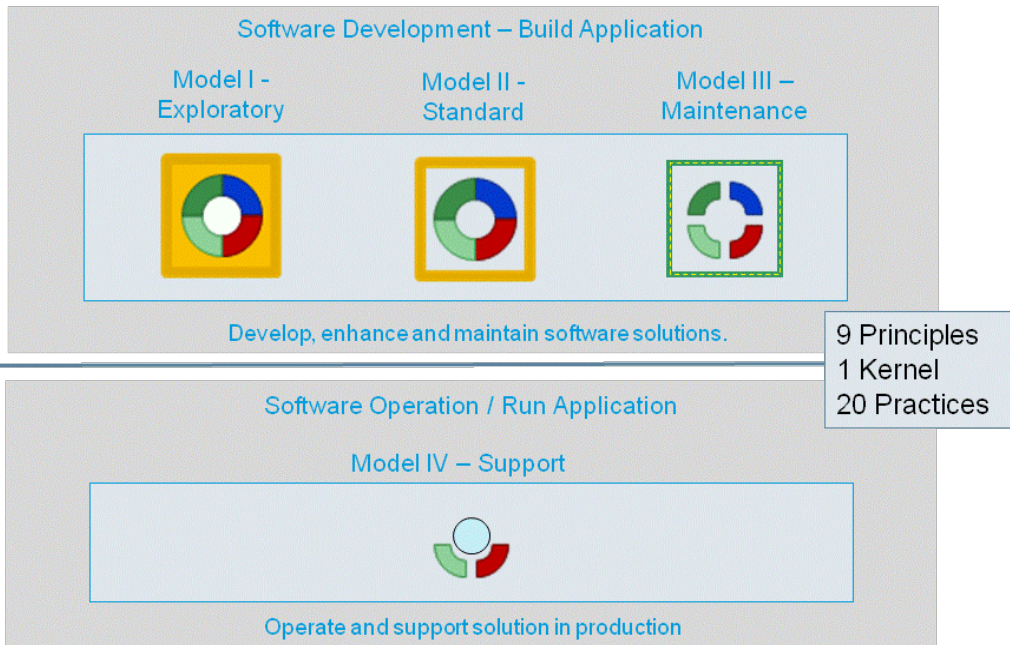 Software Development – Build Application
Model I -
Exploratory
Model II -
Standard
Model III –
Maintenance
Develop, enhance and maintain software solutions.
9 Principles
1 Kernel
20 Practices
Software Operation / Run Application
Model IV – Support
Operate and support solution in production